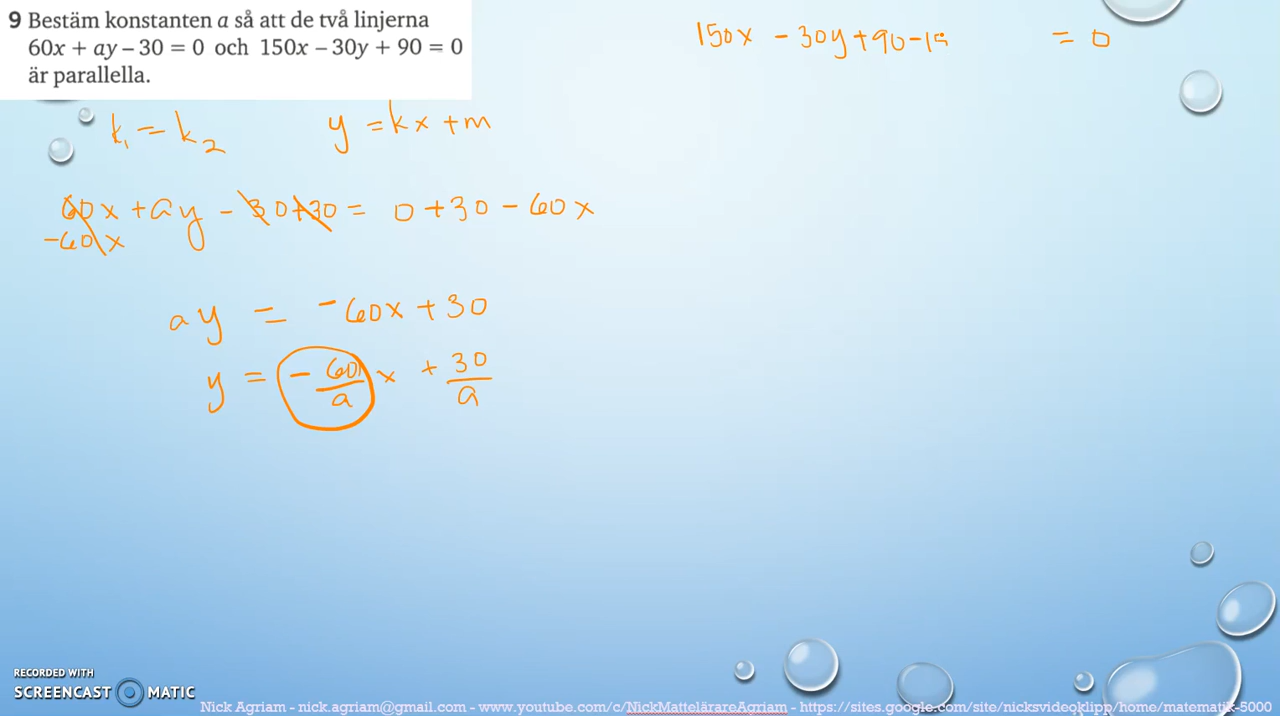 9 Bestäm konstanten a så att de två linjerna
60x + ay – 30 = 0 och 150x – 30y + 90 = 0
är parallella.
150x - 30y + 90 - 15 = 0
k₁ = k₂ y = kx + m
60x + ay - 30 + 30 = 0 + 30 - 60x
-60x
ay = -60x + 30
y = - 60/a x + 30/a
RECORDED WITH
SCREENCAST MATIC
Nick Agriam - nick.agriam@gmail.com - www.youtube.com/c/NickMattelärareAgriam - https://sites.google.com/site/nicksvideoklipp/home/matematik-5000